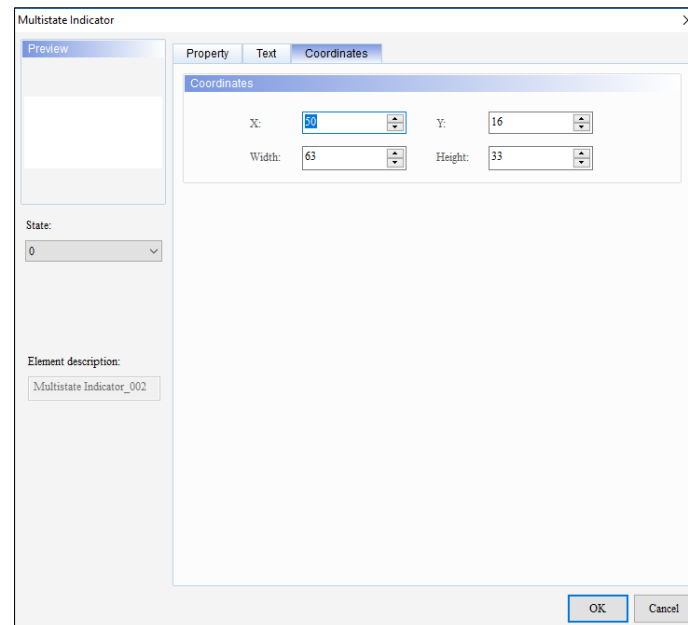 Multistate Indicator
Preview
Property Text Coordinates
Coordinates
X: 50 Y: 16
Width: 63 Height: 33
State:
0
Element description:
Multistate Indicator_002
OK Cancel